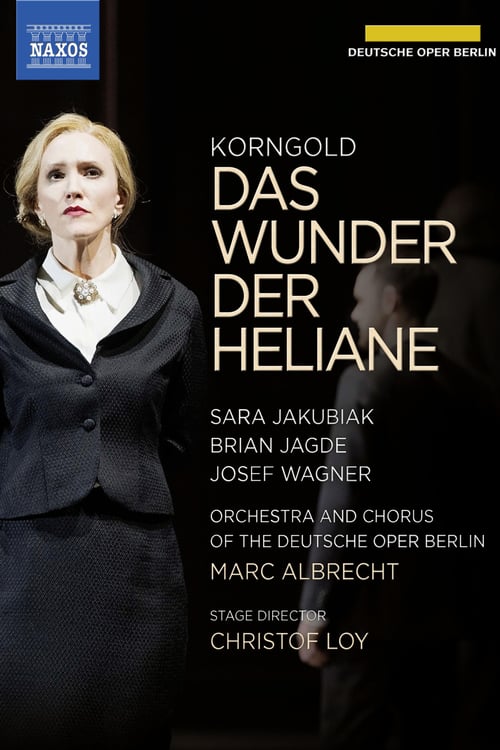 NAXOS
DEUTSCHE OPER BERLIN
KORNGOLD
DAS
WUNDER
DER
HELIANE
SARA JAKUBIAK
BRIAN JAGDE
JOSEF WAGNER
ORCHESTRA AND CHORUS
OF THE DEUTSCHE OPER BERLIN
MARC ALBRECHT
STAGE DIRECTOR
CHRISTOF LOY